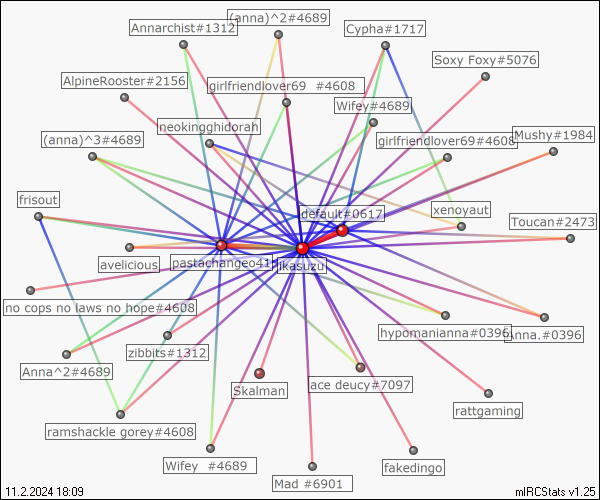 (anna)^2#4689
Annarchist#1312
Cypha#1717
Soxy Foxy#5076
AlpineRooster#2156
girlfriendlover69 #4608
Wifey#4689
neokingghidorah
(anna)^3#4689
girlfriendlover69#4608
Mushy#1984
frisout
default#0617
xenoyaut
Toucan#2473
avelicious
pastachangeo41
ikasuzu
no cops no laws no hope#4608
hypomanianna#0396
Anna.#0396
zibbits#1312
Anna^2#4689
Skalman
ace deucy#7097
rattgaming
ramshackle gorey#4608
Wifey #4689
fakedingo
Mad #6901
11.2.2024 18:09
mIRCStats v1.25